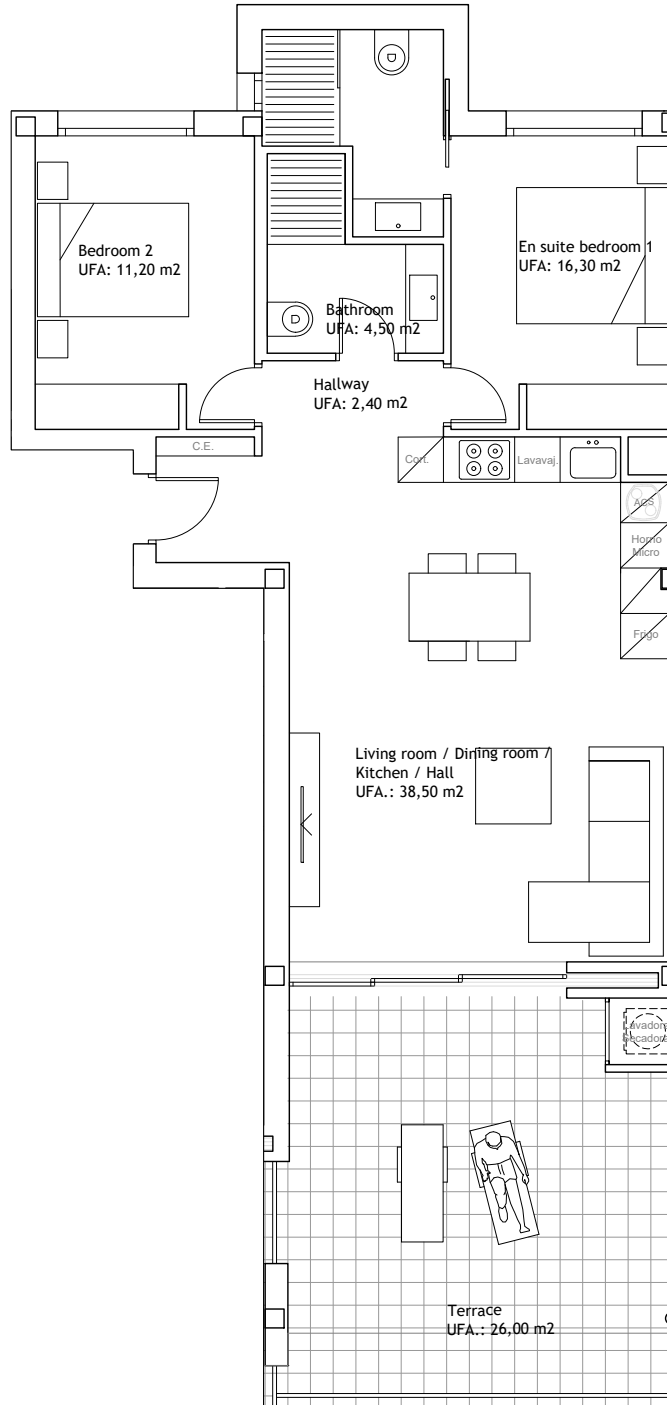 Bedroom 2
UFA: 11,20 m2
En suite bedroom 1
UFA: 16,30 m2
Bathroom
UFA: 4,50 m2
Hallway
UFA: 2,40 m2
C.E.
Cort.
Lavavaj.
ACS
Horno
Micro
Frigo
Living room / Dining room /
Kitchen / Hall
UFA.: 38,50 m2
Lavadora
Secadora
Terrace
UFA.: 26,00 m2